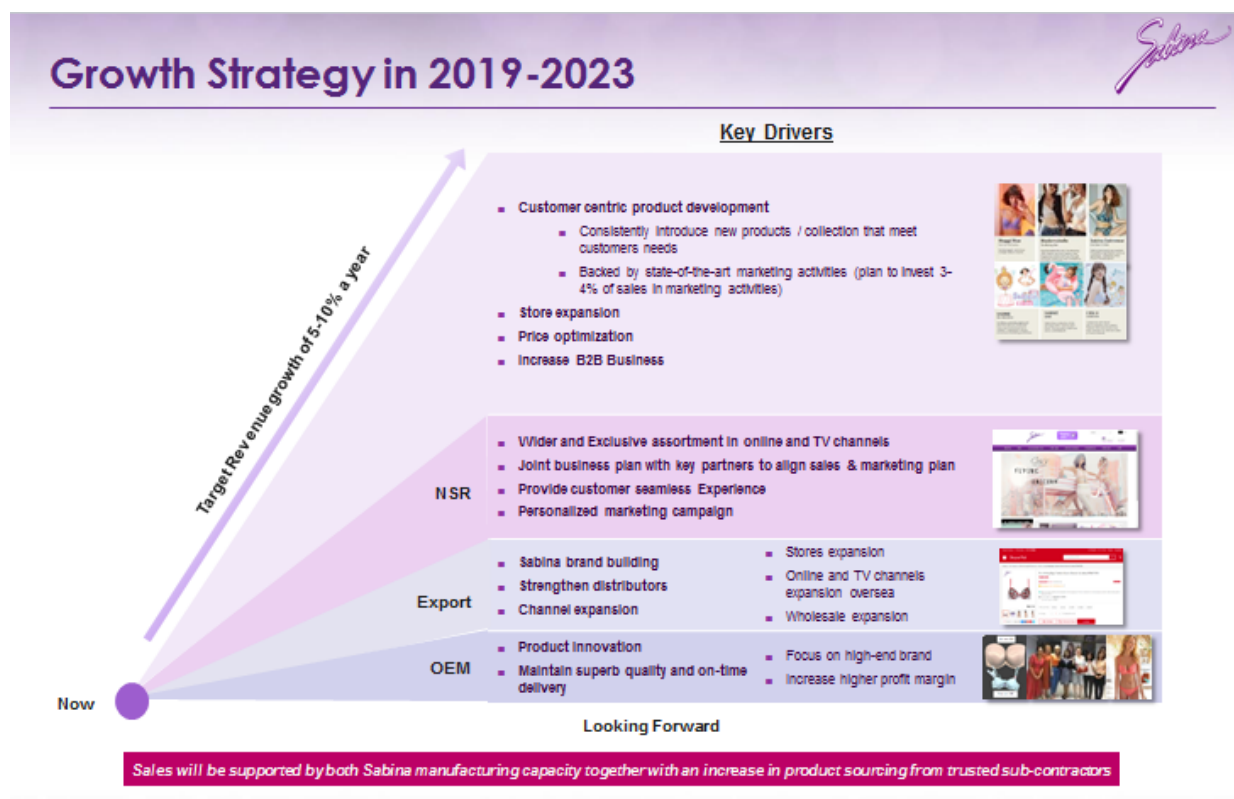 Sabina
Growth Strategy in 2019-2023
Key Drivers
Target Revenue growth of 5-10% a year
Customer centric product development
Consistently introduce new products / collection that meet
customers needs
Backed by state-of-the-art marketing activities (plan to invest 3-
4% of sales in marketing activities)
Store expansion
Price optimization
Increase B2B Business
NSR
Wider and Exclusive assortment in online and TV channels
Joint business plan with key partners to align sales & marketing plan
Provide customer seamless Experience
Personalized marketing campaign
Export
Sabina brand building
Strengthen distributors
Channel expansion
Stores expansion
Online and TV channels
expansion oversea
Wholesale expansion
OEM
Product innovation
Maintain superb quality and on-time
delivery
Focus on high-end brand
Increase higher profit margin
Now
Looking Forward
Sales will be supported by both Sabina manufacturing capacity together with an increase in product sourcing from trusted sub-contractors